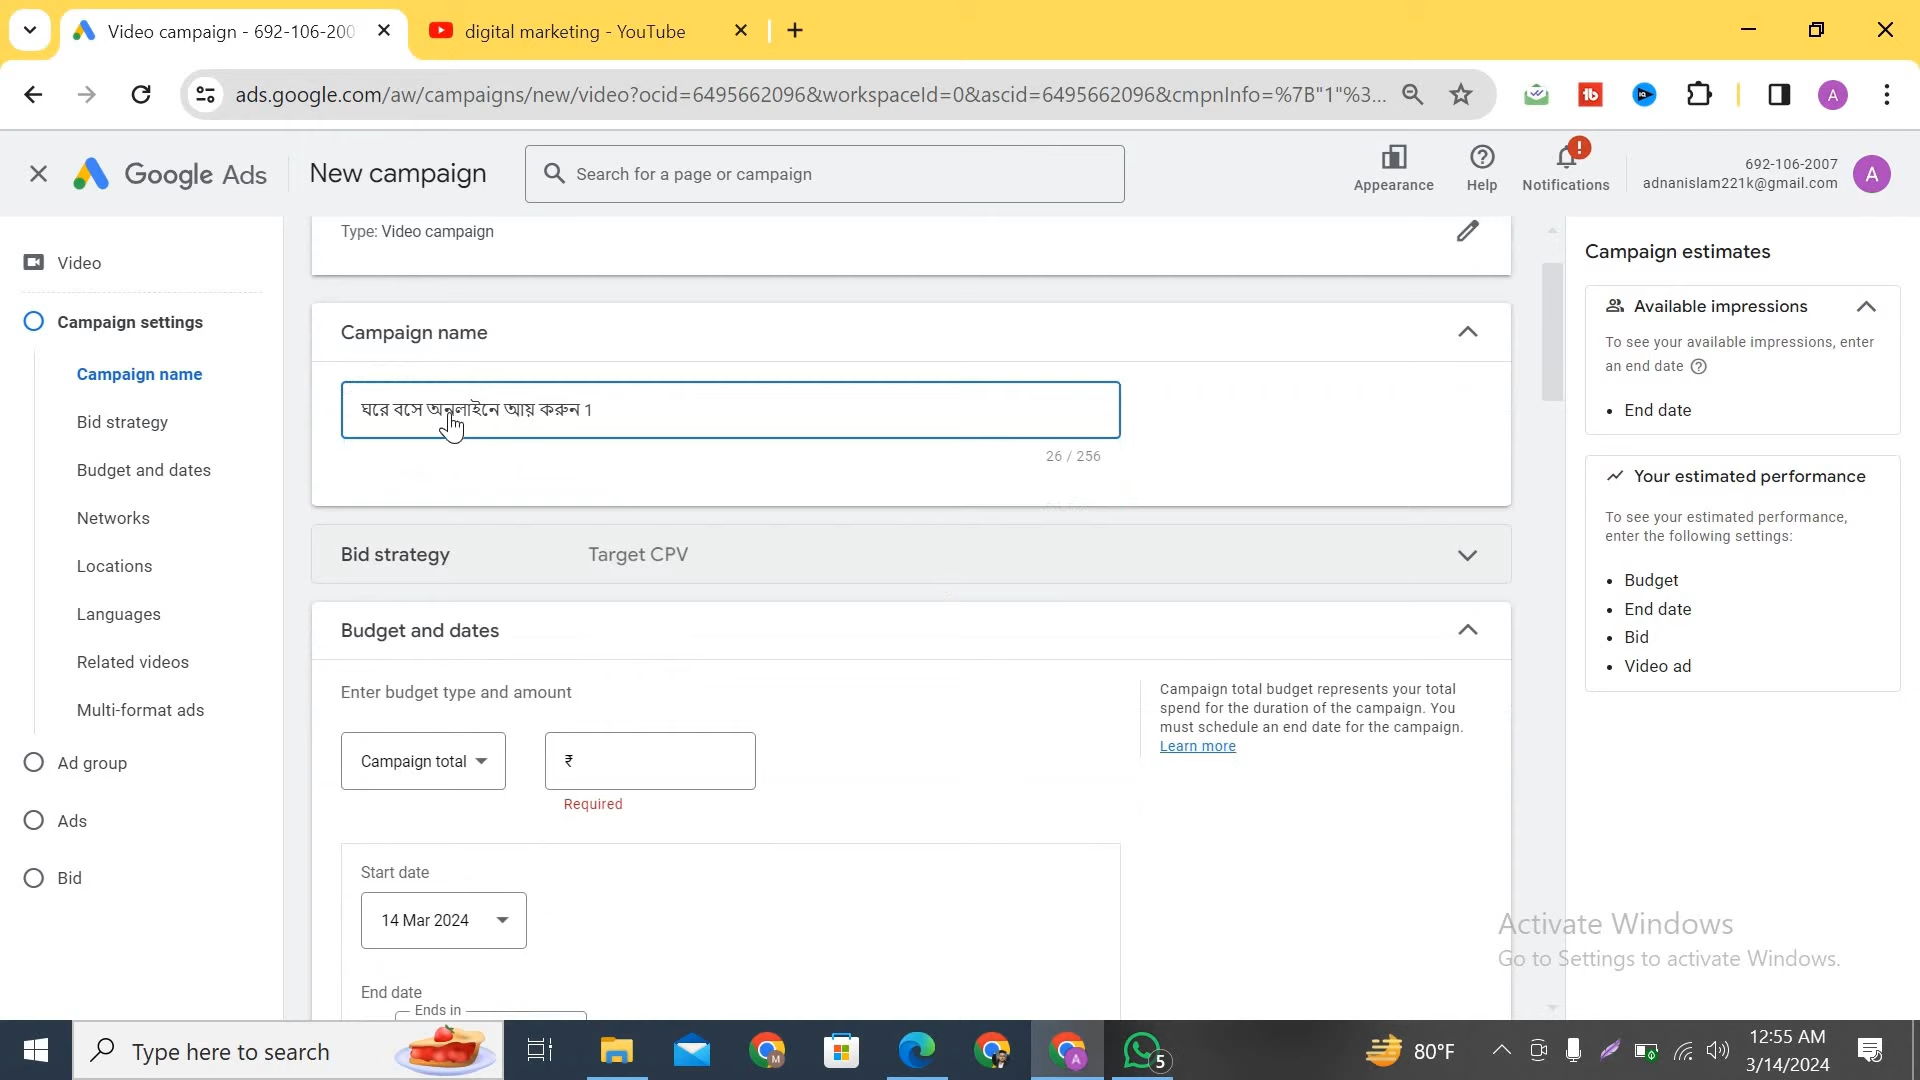 Video campaign - 692-106-200
digital marketing - YouTube
ads.google.com/aw/campaigns/new/video?ocid=6495662096&workspaceId=0&ascid=6495662096&cmpnInfo=%7B"1"%3...
A
Google Ads
New campaign
Search for a page or campaign
Appearance
Help
Notifications
692-106-2007
adnanislam221k@gmail.com
A
Video
Campaign settings
Campaign name
Bid strategy
Budget and dates
Networks
Locations
Languages
Related videos
Multi-format ads
Ad group
Ads
Bid
Type: Video campaign
Campaign name
ঘরে বসে অনলাইনে আয় করুন 1
26 / 256
Bid strategy
Target CPV
Budget and dates
Enter budget type and amount
Campaign total
₹
Required
Campaign total budget represents your total
spend for the duration of the campaign. You
must schedule an end date for the campaign.
Learn more
Start date
14 Mar 2024
End date
Ends in
Campaign estimates
Available impressions
To see your available impressions, enter
an end date
• End date
Your estimated performance
To see your estimated performance,
enter the following settings:
• Budget
• End date
• Bid
• Video ad
Activate Windows
Go to Settings to activate Windows.
Type here to search
M
A
5
80°F
12:55 AM
3/14/2024